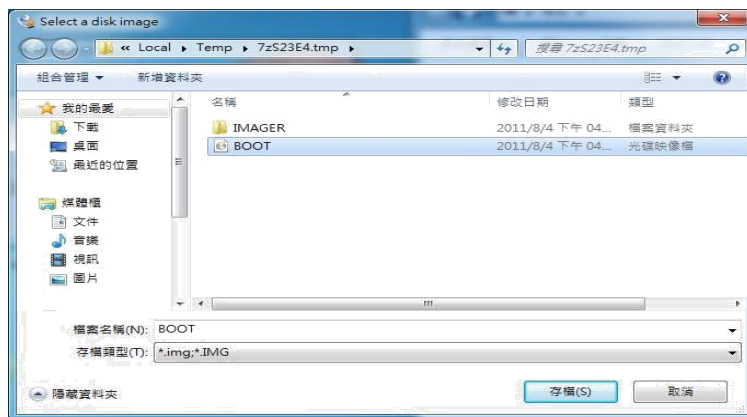 Select a disk image
« Local ▸ Temp ▸ 7zS23E4.tmp ▸ 搜尋 7zS23E4.tmp
組合管理 新增資料夾
名稱 修改日期 類型
我的最愛
下載
桌面
最近的位置
媒體櫃
文件
音樂
視訊
圖片
IMAGER 2011/8/4 下午 04... 檔案資料夾
BOOT 2011/8/4 下午 04... 光碟映像檔
檔案名稱(N): BOOT
存檔類型(T): *.img;*.IMG
隱藏資料夾 存檔(S) 取消